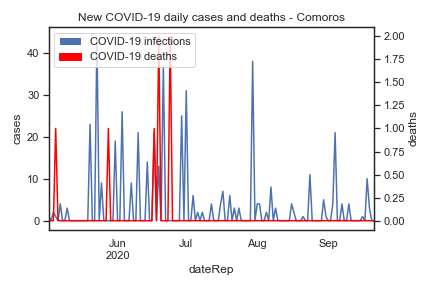 New COVID-19 daily cases and deaths - Comoros
COVID-19 infections
COVID-19 deaths
40
30
20
10
0
cases
2.00
1.75
1.50
1.25
1.00
0.75
0.50
0.25
0.00
deaths
Jun Jul Aug Sep
2020
dateRep